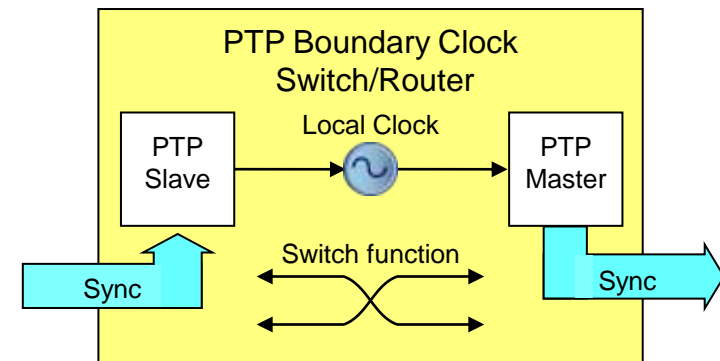 PTP Boundary Clock
Switch/Router
Local Clock
PTP
Slave
PTP
Master
Switch function
Sync
Sync